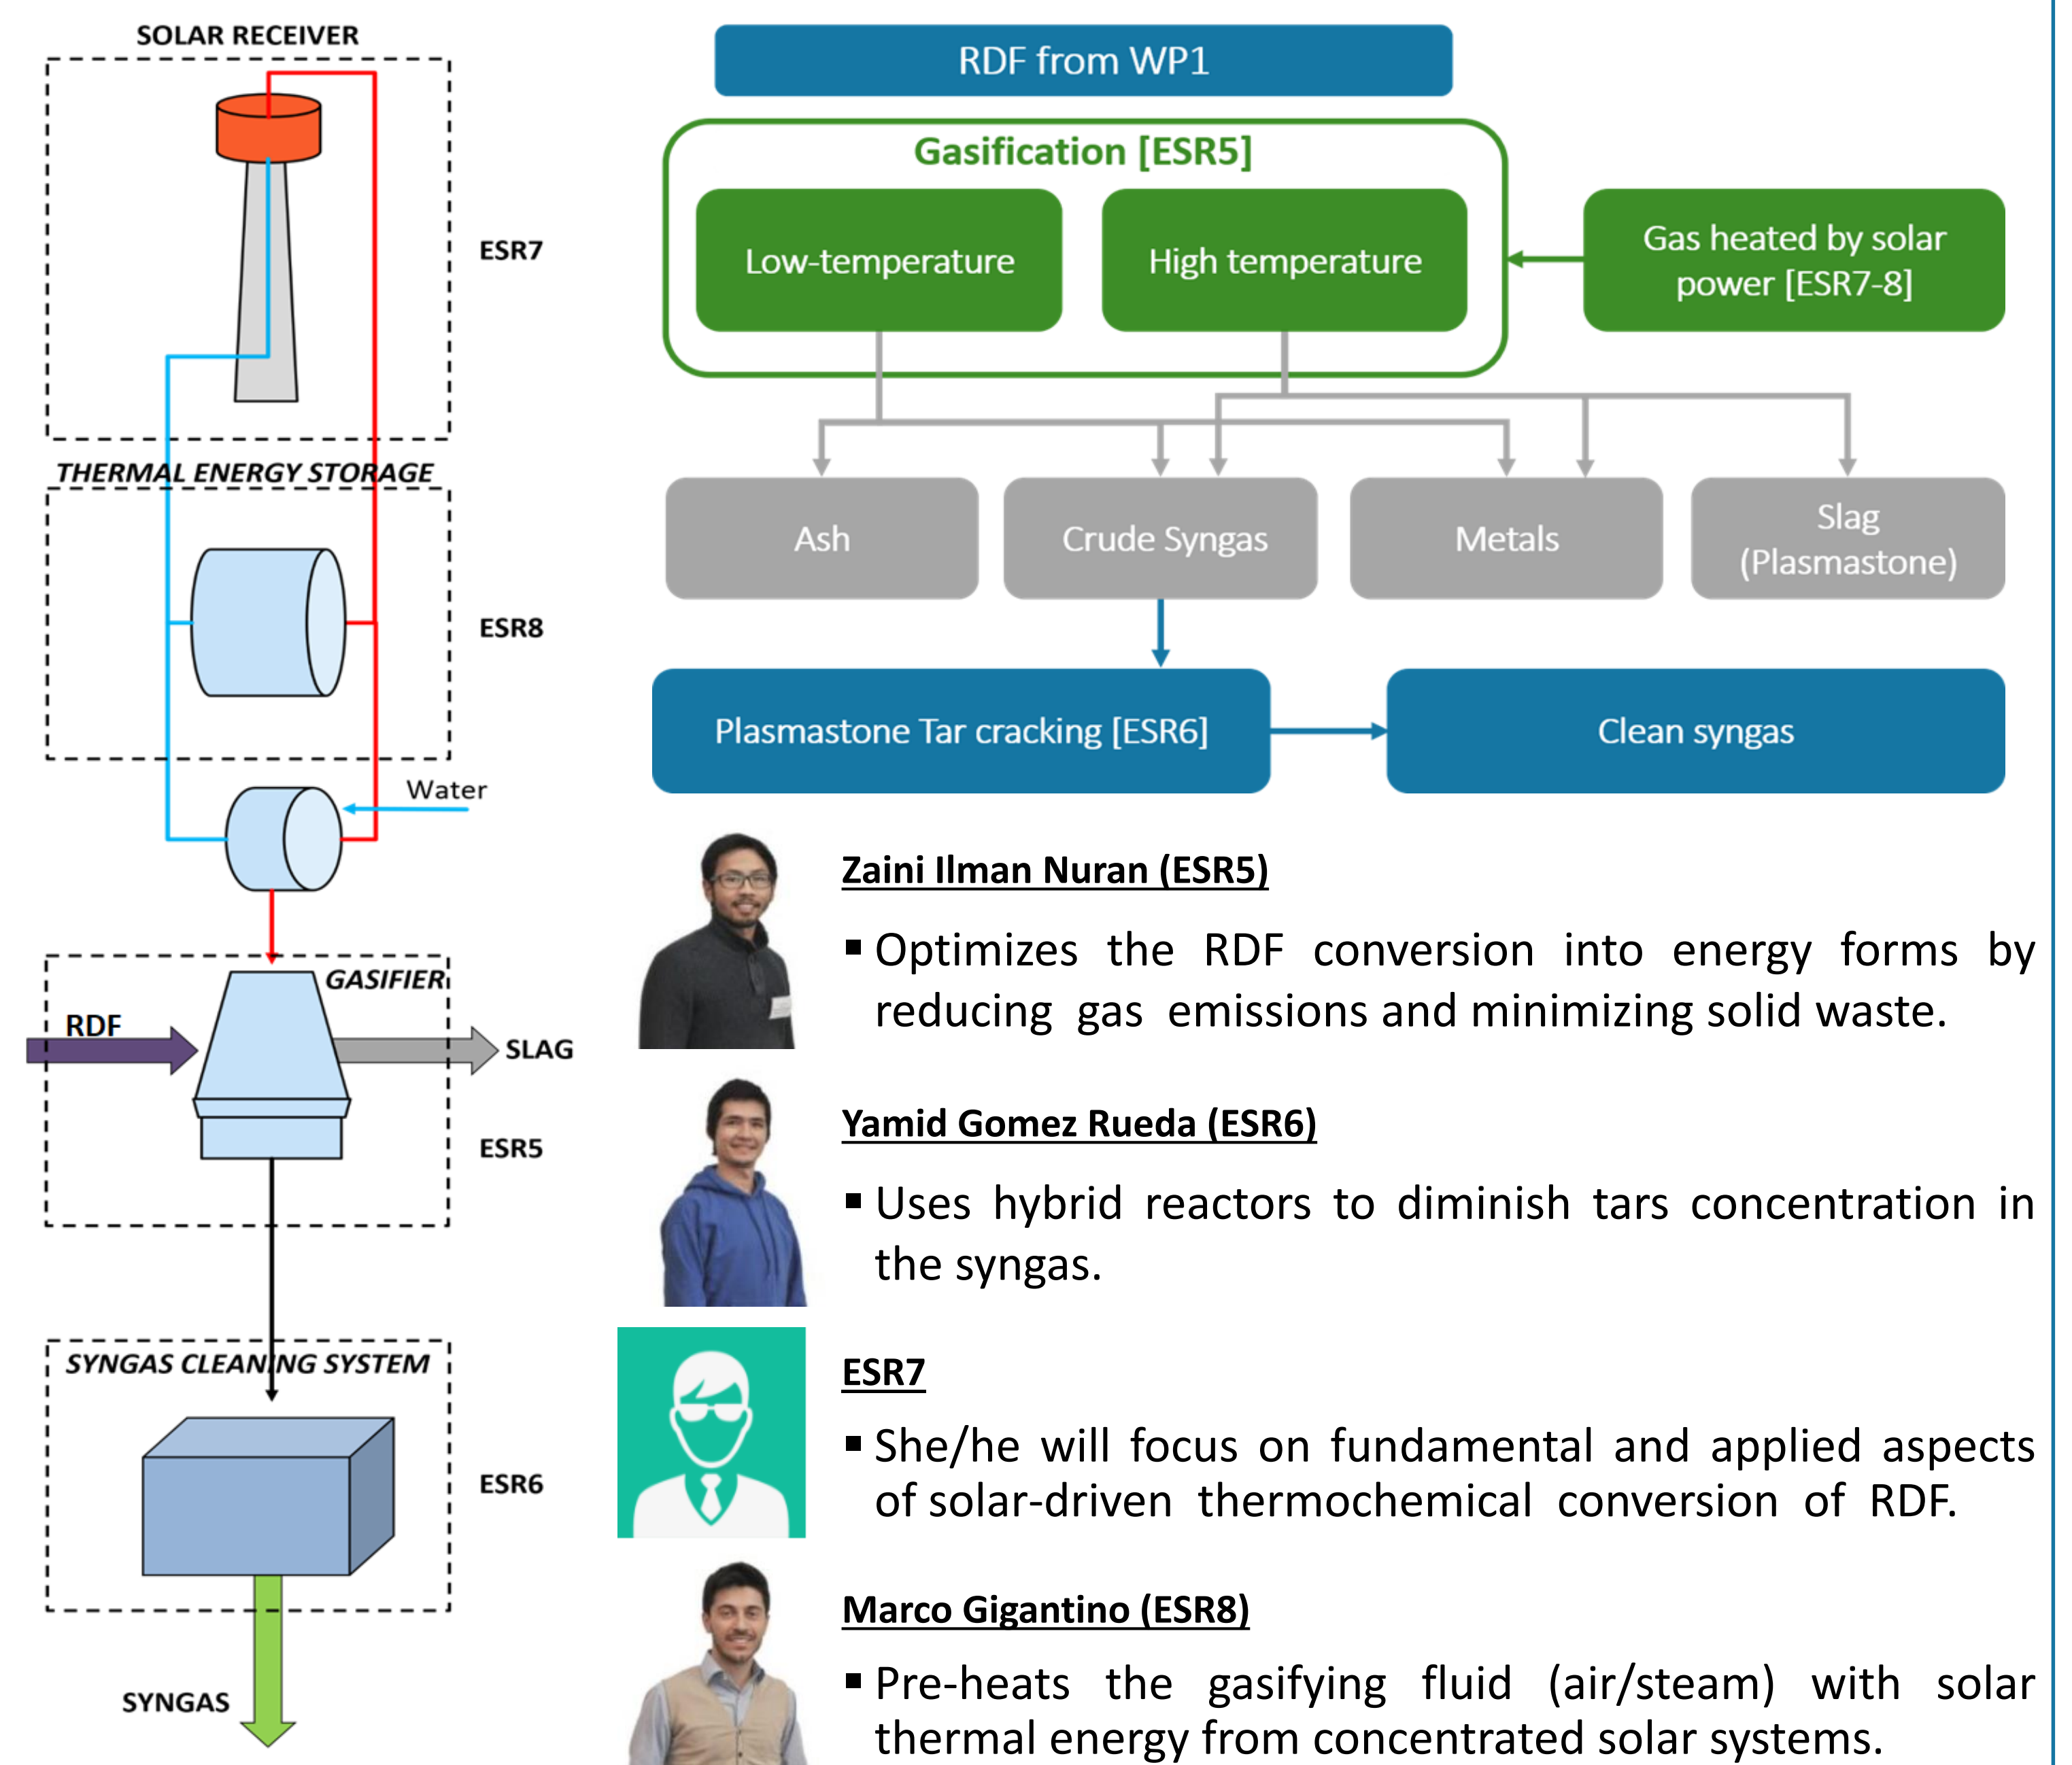 SOLAR RECEIVER
ESR7
THERMAL ENERGY STORAGE
ESR8
Water
GASIFIER
RDF
SLAG
ESR5
SYNGAS CLEANING SYSTEM
ESR6
SYNGAS
RDF from WP1
Gasification [ESR5]
Low-temperature
High temperature
Gas heated by solar
power [ESR7-8]
Ash
Crude Syngas
Metals
Slag
(Plasmastone)
Plasmastone Tar cracking [ESR6]
Clean syngas
Zaini Ilman Nuran (ESR5)
▪ Optimizes the RDF conversion into energy forms by
reducing gas emissions and minimizing solid waste.
Yamid Gomez Rueda (ESR6)
▪ Uses hybrid reactors to diminish tars concentration in
the syngas.
ESR7
▪ She/he will focus on fundamental and applied aspects
of solar-driven thermochemical conversion of RDF.
Marco Gigantino (ESR8)
▪ Pre-heats the gasifying fluid (air/steam) with solar
thermal energy from concentrated solar systems.